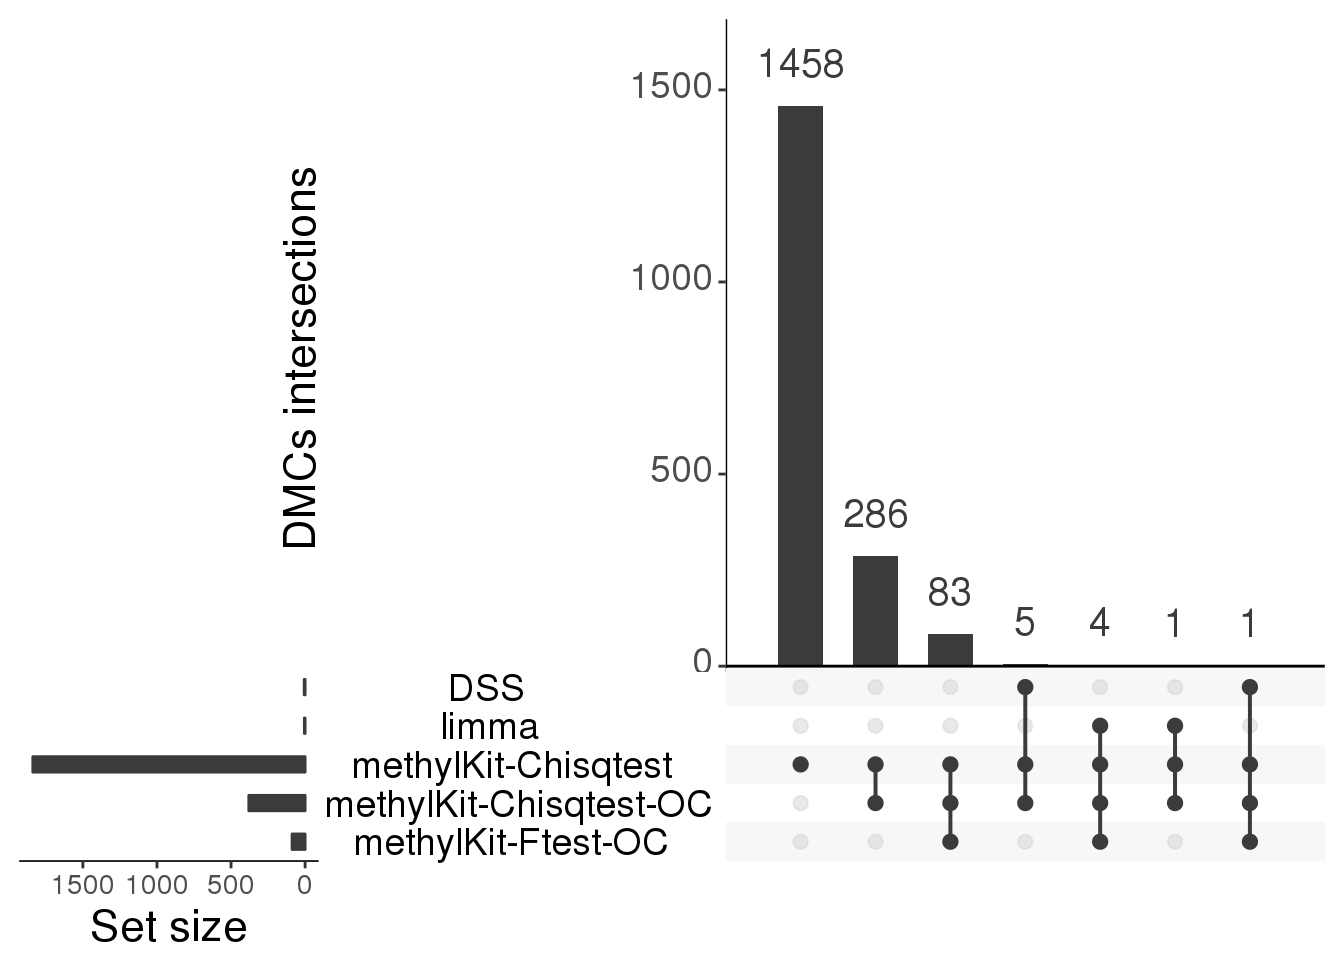 DMCs intersections
1500
1000
500
0
1458
286
83
5
4
1
1
DSS
limma
methylKit-Chisqtest
methylKit-Chisqtest-OC
methylKit-Ftest-OC
1500 1000 500 0
Set size